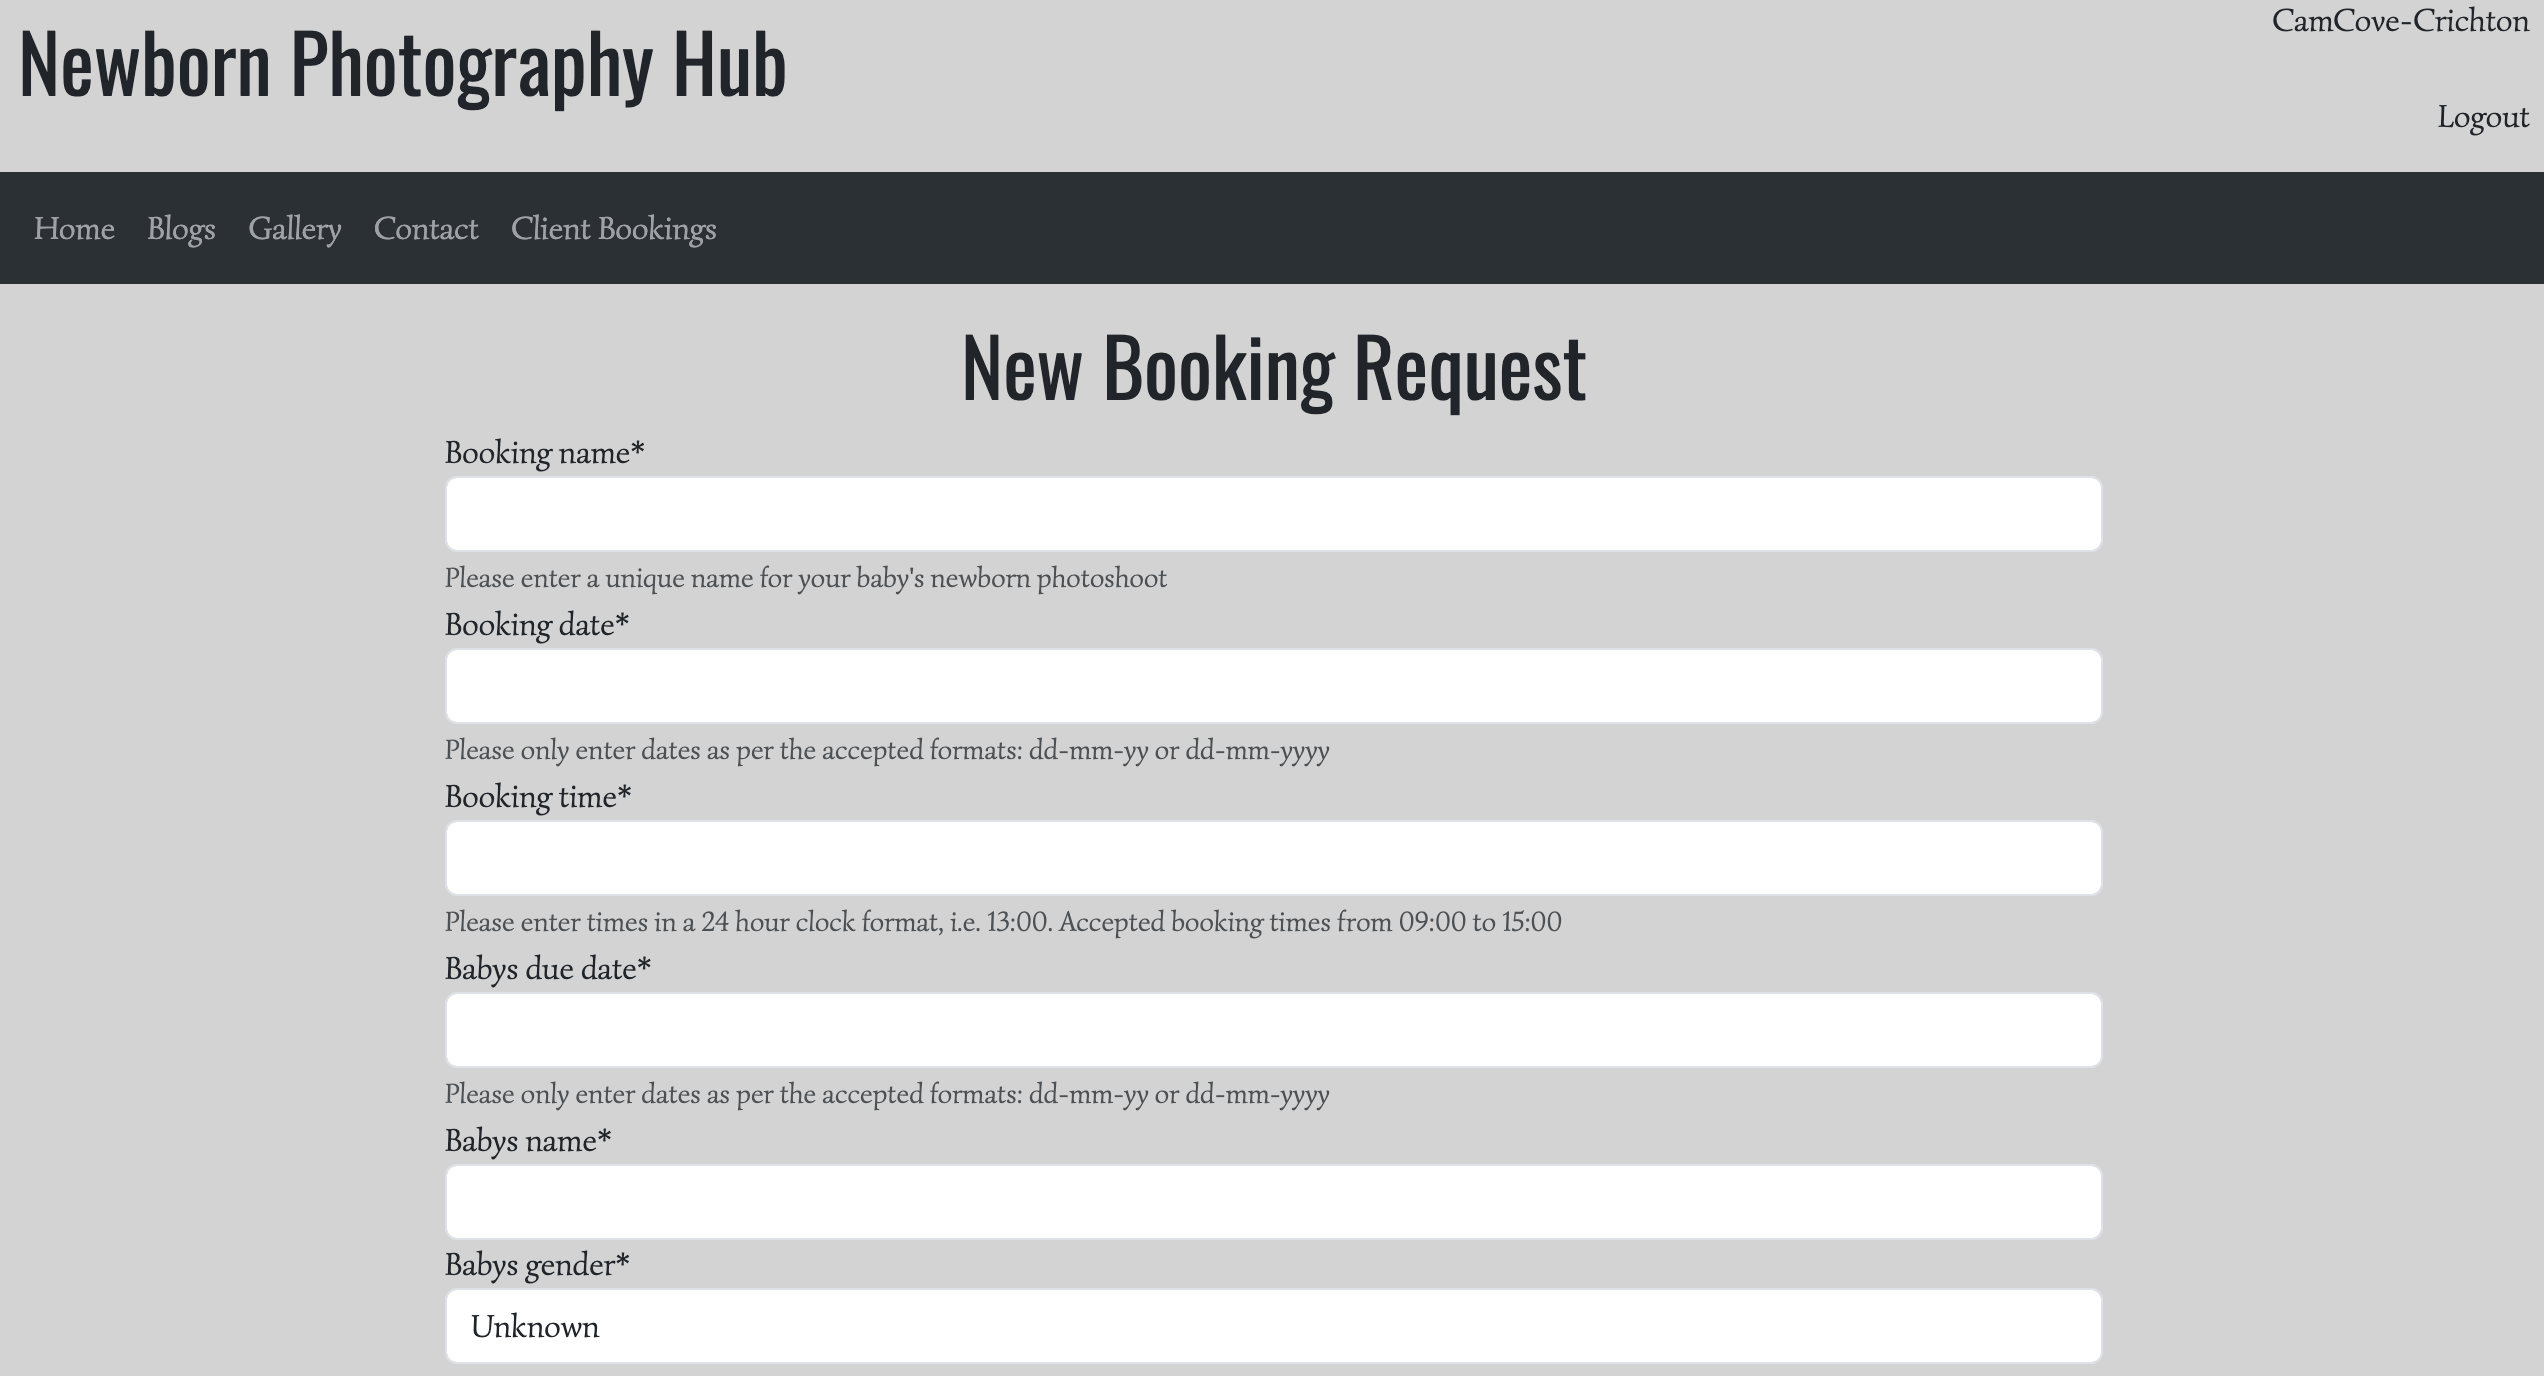 Newborn Photography Hub
CamCove-Crichton
Logout
Home Blogs Gallery Contact Client Bookings
New Booking Request
Booking name*
Please enter a unique name for your baby's newborn photoshoot
Booking date*
Please only enter dates as per the accepted formats: dd-mm-yy or dd-mm-yyyy
Booking time*
Please enter times in a 24 hour clock format, i.e. 13:00. Accepted booking times from 09:00 to 15:00
Babys due date*
Please only enter dates as per the accepted formats: dd-mm-yy or dd-mm-yyyy
Babys name*
Babys gender*
Unknown